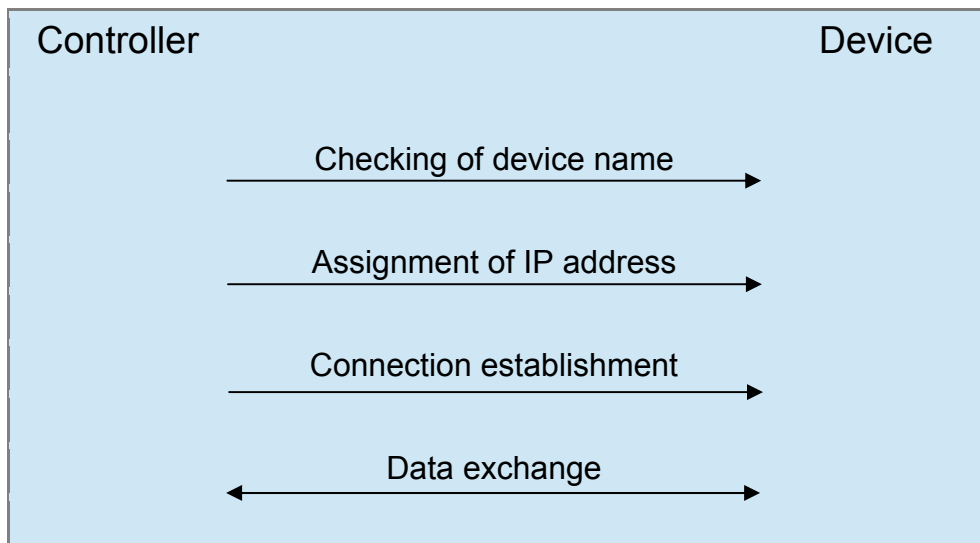 Controller
Device
Checking of device name
Assignment of IP address
Connection establishment
Data exchange